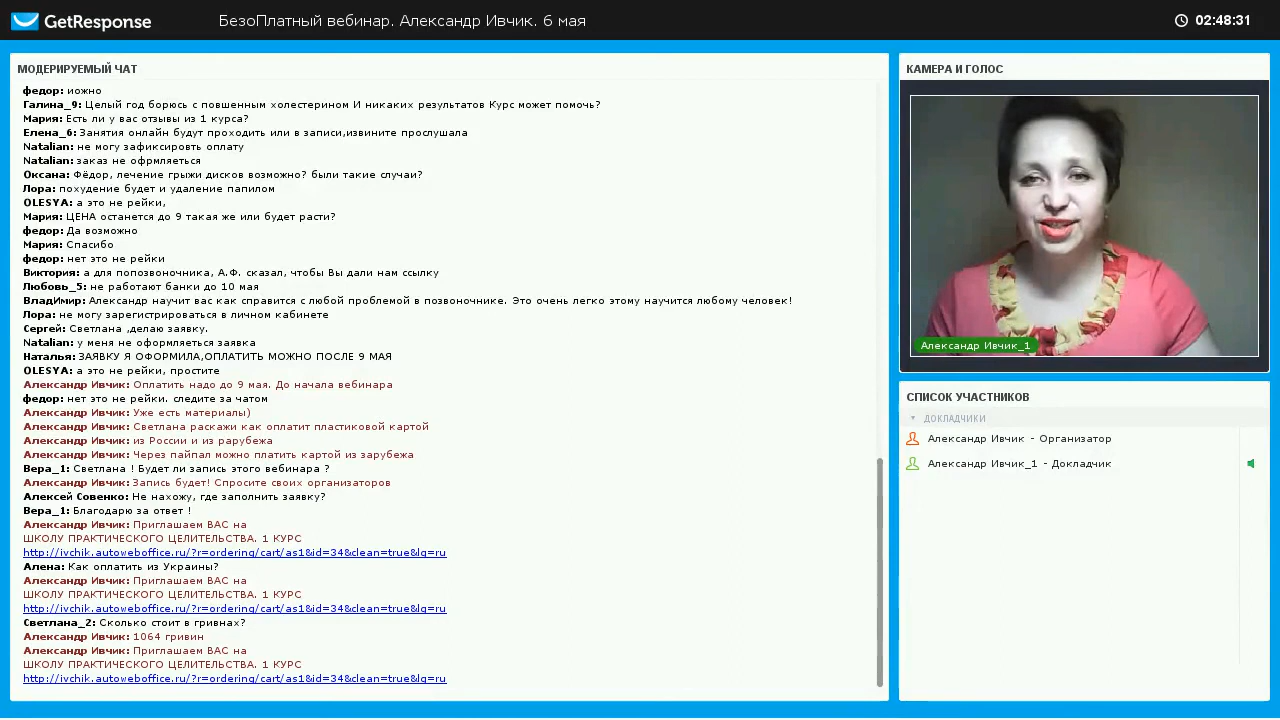 GetResponse
БезоПлатный вебинар. Александр Ивчик. 6 мая
02:48:31
МОДЕРИРУЕМЫЙ ЧАТ
федор: иожно
Галина_9: Целый год борюсь с повшенным холестерином И никаких результатов Курс может помочь?
Мария: Есть ли у вас отзывы из 1 курса?
Елена_6: Занятия онлайн будут проходить или в записи,извините прослушала
Natalian: не могу зафиксировть оплату
Natalian: заказ не офрмляеться
Оксана: Фёдор, лечение грыжи дисков возможно? были такие случаи?
Лора: похудение будет и удаление папилом
OLESYA: а это не рейки,
Мария: ЦЕНА останется до 9 такая же или будет расти?
федор: Да возможно
Мария: Спасибо
федор: нет это не рейки
Виктория: а для попозвоночника, А.Ф. сказал, чтобы Вы дали нам ссылку
Любовь_5: не работают банки до 10 мая
ВлаДИмир: Александр научит вас как справится с любой проблемой в позвоночнике. Это очень легко этому научится любому человек!
Лора: не могу зарегистрироваться в личном кабинете
Сергей: Светлана ,делаю заявку.
Natalian: у меня не оформляеться заявка
Наталья: ЗАЯВКУ Я ОФОРМИЛА,ОПЛАТИТЬ МОЖНО ПОСЛЕ 9 МАЯ
OLESYA: а это не рейки, простите
Александр Ивчик: Оплатить надо до 9 мая. До начала вебинара
федор: нет это не рейки. следите за чатом
Александр Ивчик: Уже есть материалы)
Александр Ивчик: Светлана раскажи как оплатит пластиковой картой
Александр Ивчик: из России и из рарубежа
Александр Ивчик: Через пайпал можно платить картой из зарубежа
Вера_1: Светлана ! Будет ли запись этого вебинара ?
Александр Ивчик: Запись будет! Спросите своих организаторов
Алексей Совенко: Не нахожу, где заполнить заявку?
Вера_1: Благодарю за ответ !
Александр Ивчик: Приглашаем ВАС на
ШКОЛУ ПРАКТИЧЕСКОГО ЦЕЛИТЕЛЬСТВА. 1 КУРС
http://ivchik.autoweboffice.ru/?r=ordering/cart/as1&id=34&clean=true&lg=ru
Алена: Как оплатить из Украины?
Александр Ивчик: Приглашаем ВАС на
ШКОЛУ ПРАКТИЧЕСКОГО ЦЕЛИТЕЛЬСТВА. 1 КУРС
http://ivchik.autoweboffice.ru/?r=ordering/cart/as1&id=34&clean=true&lg=ru
Светлана_2: Сколько стоит в гривнах?
Александр Ивчик: 1064 гривин
Александр Ивчик: Приглашаем ВАС на
ШКОЛУ ПРАКТИЧЕСКОГО ЦЕЛИТЕЛЬСТВА. 1 КУРС
http://ivchik.autoweboffice.ru/?r=ordering/cart/as1&id=34&clean=true&lg=ru
КАМЕРА И ГОЛОС
Александр Ивчик_1
СПИСОК УЧАСТНИКОВ
ДОКЛАДЧИКИ
Александр Ивчик - Организатор
Александр Ивчик_1 - Докладчик